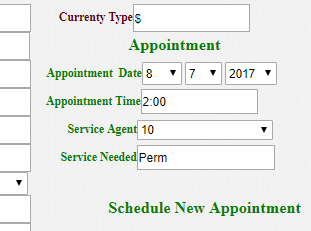 Currenty Type $
Appointment
Appointment Date 8 7 2017
Appointment Time 2:00
Service Agent 10
Service Needed Perm
Schedule New Appointment